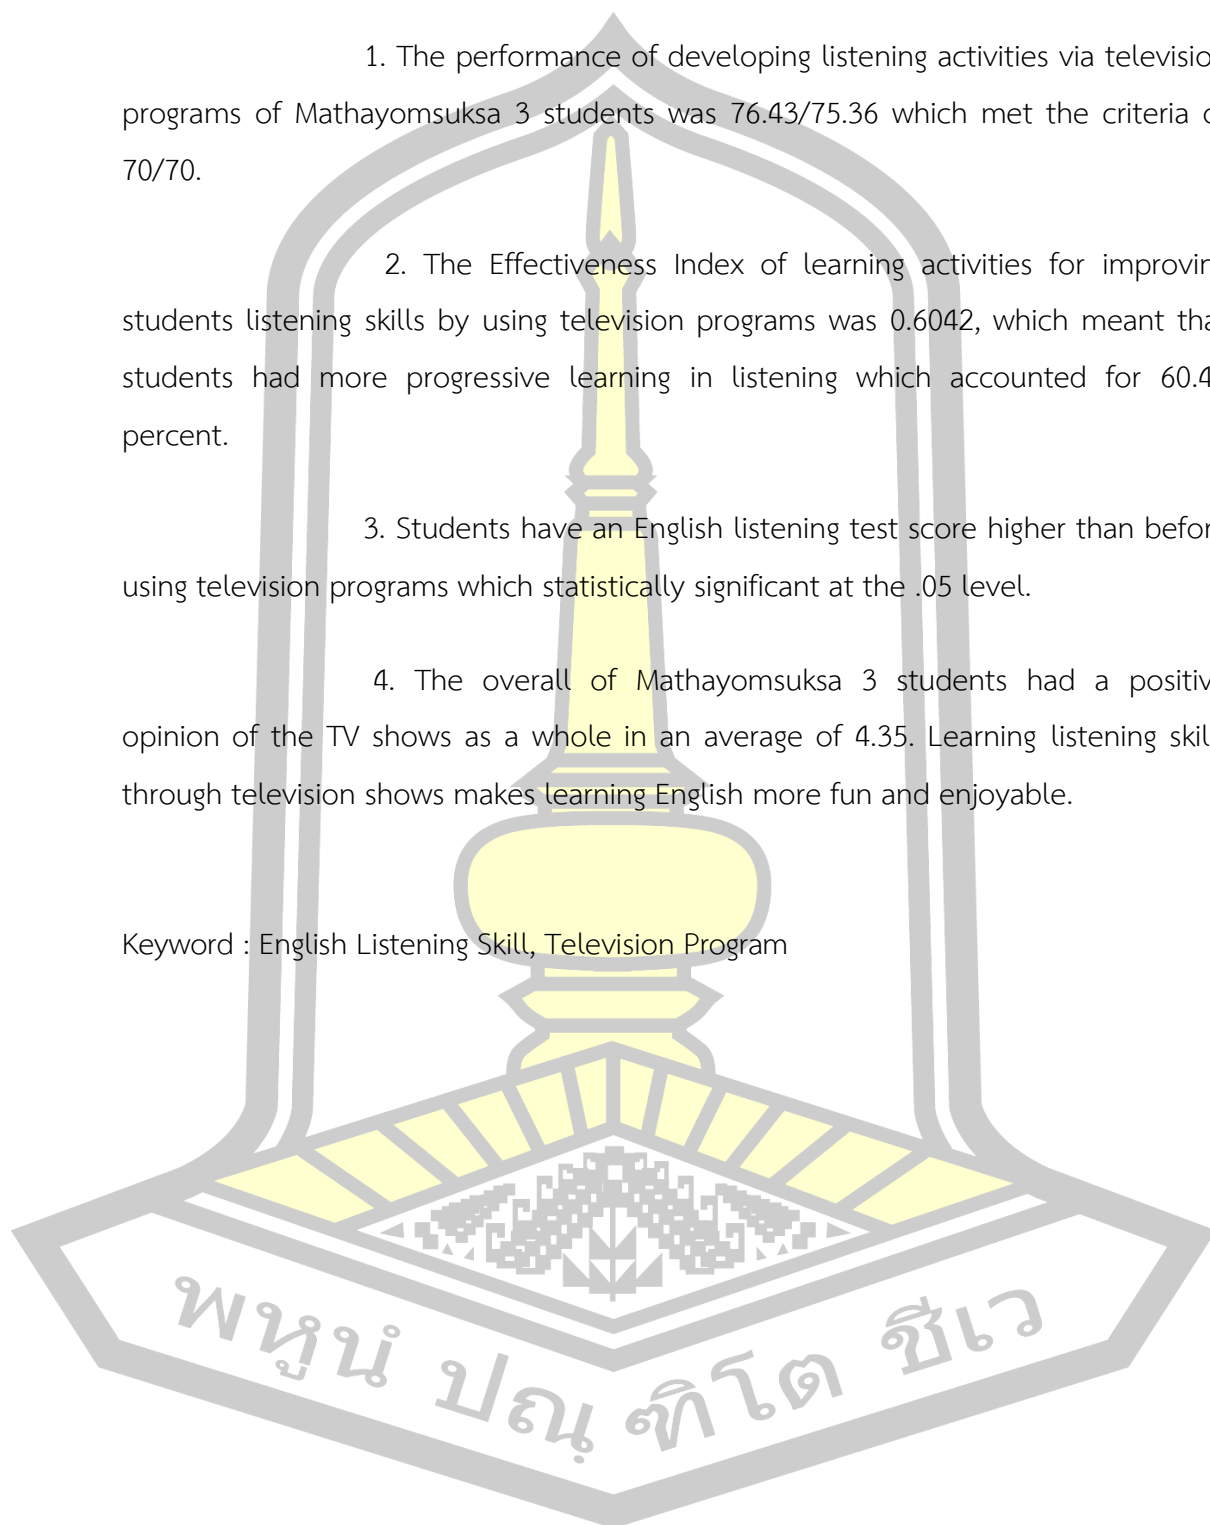 1. The performance of developing listening activities via televisio
programs of Mathayomsuksa 3 students was 76.43/75.36 which met the criteria o
70/70.
2. The Effectiveness Index of learning activities for improvin
students listening skills by using television programs was 0.6042, which meant tha
students had more progressive learning in listening which accounted for 60.4
percent.
3. Students have an English listening test score higher than befor
using television programs which statistically significant at the .05 level.
4. The overall of Mathayomsuksa 3 students had a positiv
opinion of the TV shows as a whole in an average of 4.35. Learning listening skil
through television shows makes learning English more fun and enjoyable.
Keyword : English Listening Skill, Television Program
พหูนํ ปณฺฑิโต ชีเว